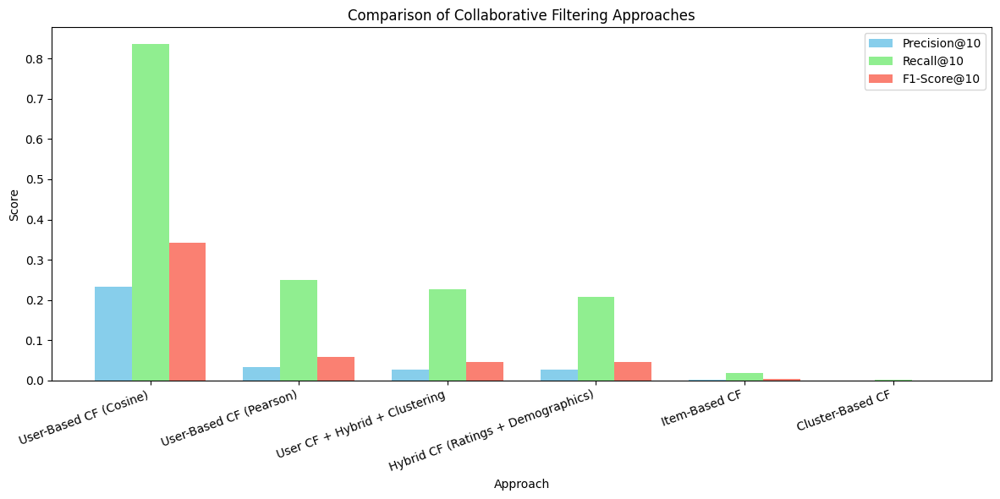 Comparison of Collaborative Filtering Approaches
Precision@10
Recall@10
F1-Score@10
Score
0.8
0.7
0.6
0.5
0.4
0.3
0.2
0.1
0.0
User-Based CF (Cosine)
User-Based CF (Pearson)
User CF + Hybrid + Clustering
Hybrid CF (Ratings + Demographics)
Item-Based CF
Cluster-Based CF
Approach